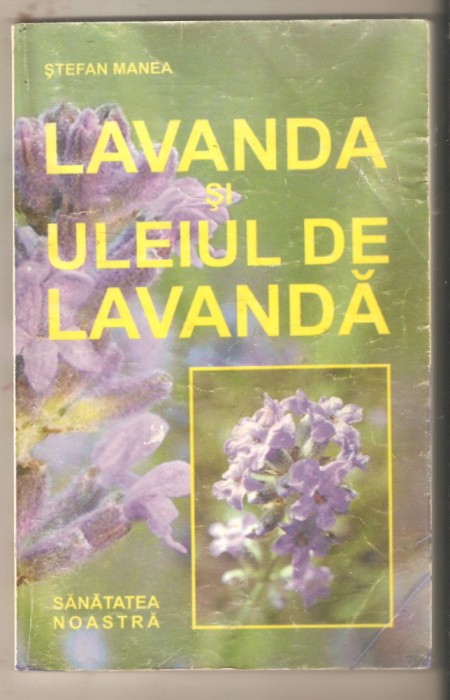 ŞTEFAN MANEA
LAVANDA
ŞI
ULEIUL DE
LAVANDĂ
SĂNĂTATEA
NOASTRĂ